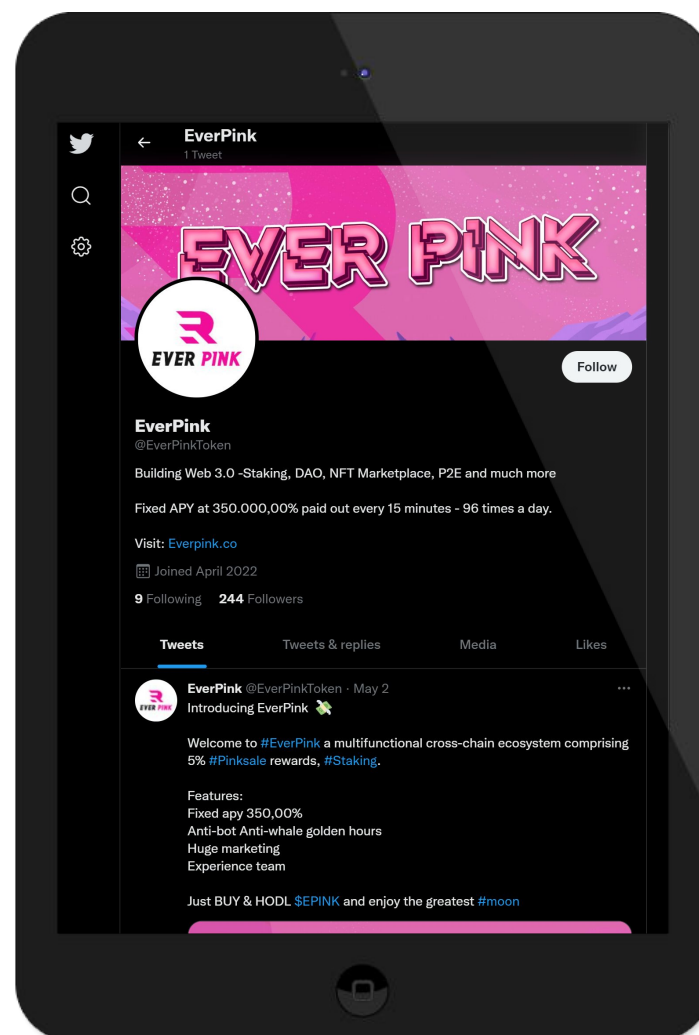 EverPink
1 Tweet
EVER PINK
EVER PINK
Follow
EverPink
@EverPinkToken
Building Web 3.0 -Staking, DAO, NFT Marketplace, P2E and much more
Fixed APY at 350.000,00% paid out every 15 minutes - 96 times a day.
Visit: Everpink.co
Joined April 2022
9 Following 244 Followers
Tweets Tweets & replies Media Likes
EVER PINK
EverPink @EverPinkToken · May 2
Introducing EverPink 💸
Welcome to #EverPink a multifunctional cross-chain ecosystem comprising
5% #Pinksale rewards, #Staking.
Features:
Fixed apy 350,00%
Anti-bot Anti-whale golden hours
Huge marketing
Experience team
Just BUY & HODL $EPINK and enjoy the greatest #moon